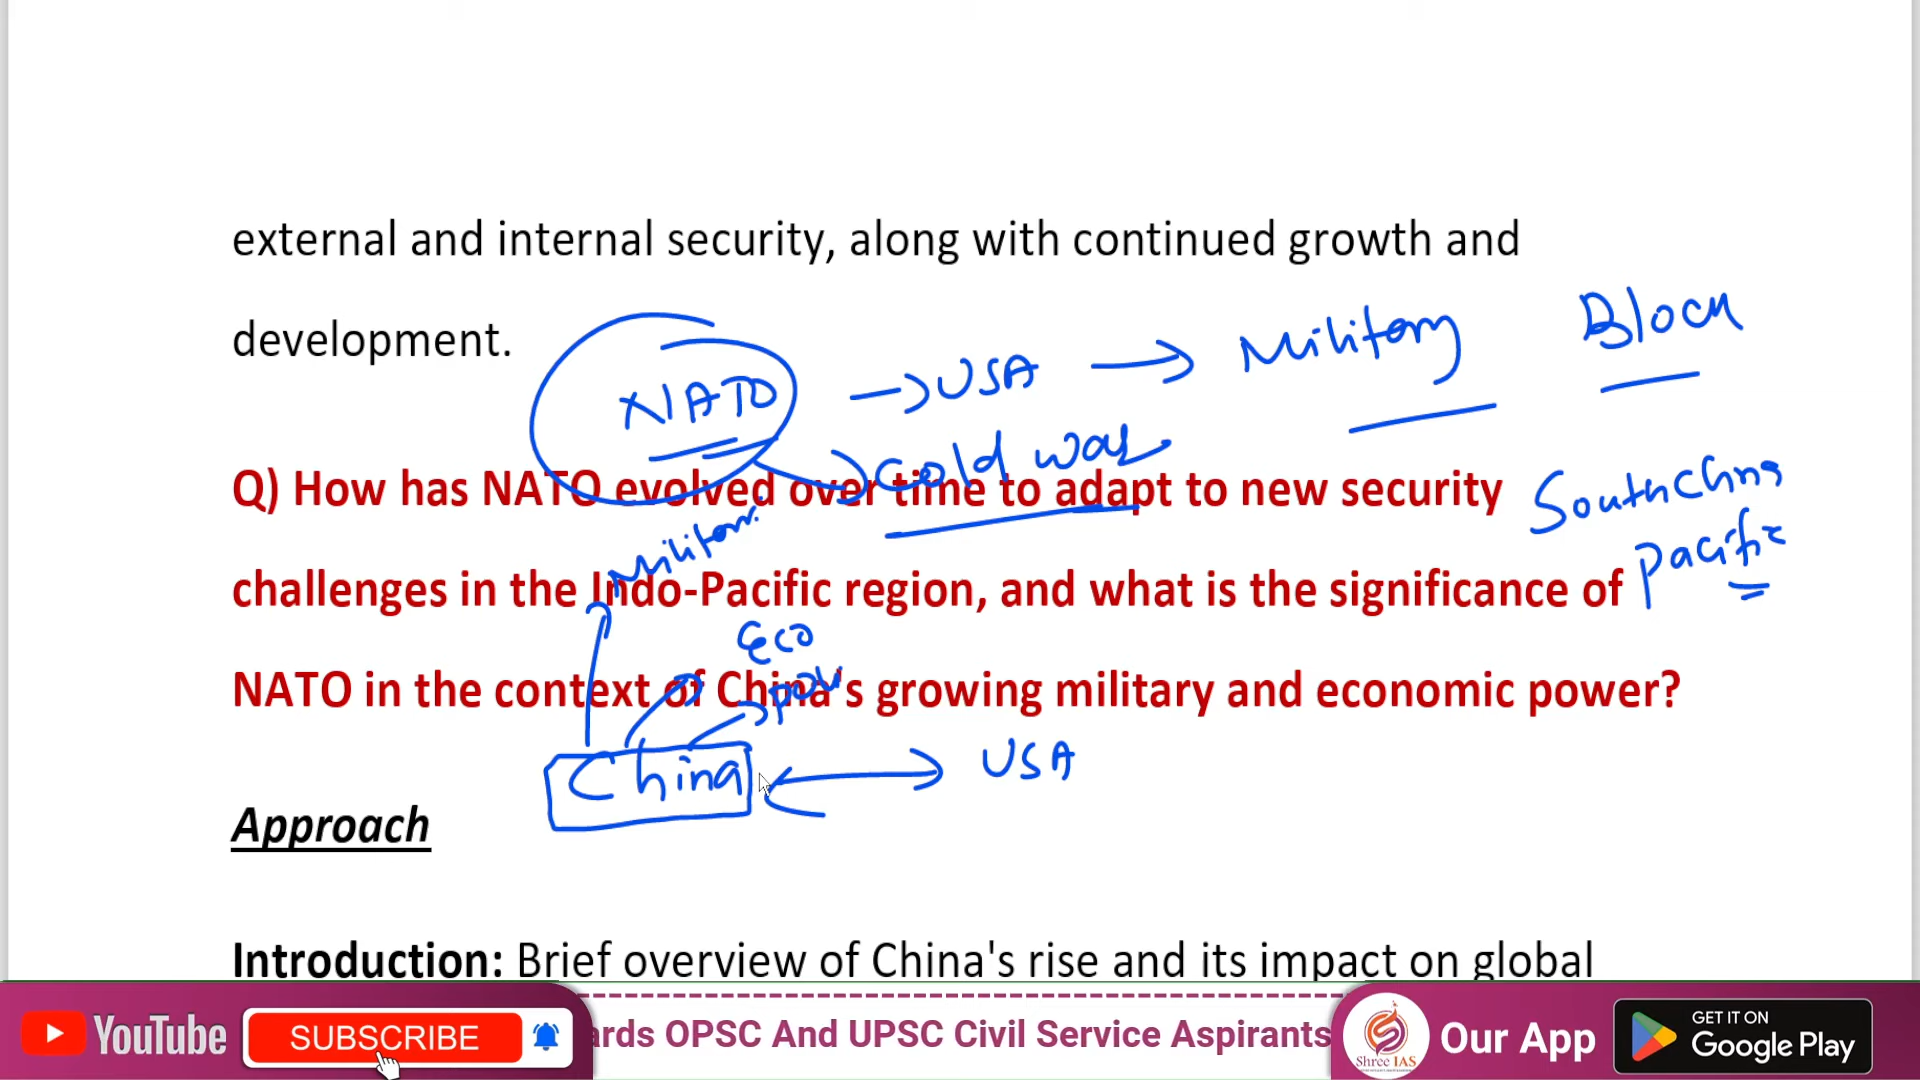 external and internal security, along with continued growth and
development.
NATO → USA → Military Block
→ Cold war
Q) How has NATO evolved over time to adapt to new security
South China
Military
challenges in the Indo-Pacific region, and what is the significance of
Pacific
Eco
NATO in the context of China's growing military and economic power?
China USA
Approach
Introduction: Brief overview of China's rise and its impact on global
YouTube SUBSCRIBE ards OPSC And UPSC Civil Service Aspirants Shree IAS Our App GET IT ON Google Play